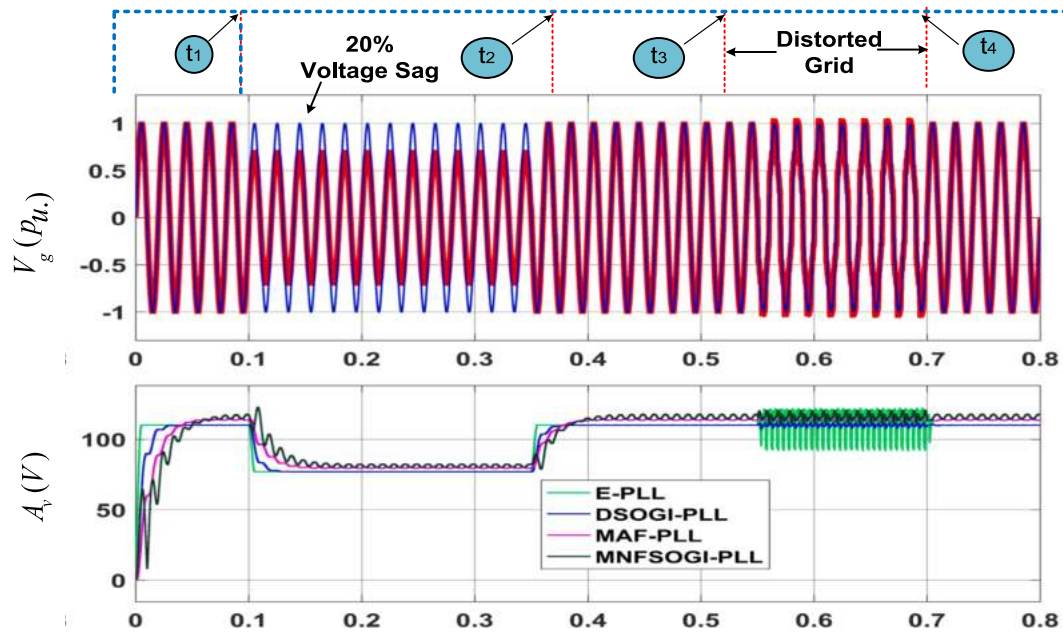 t1
t2
t3
t4
20%
Voltage Sag
Distorted
Grid
1
0.5
0
-0.5
-1
Vg (pu.)
0 0.1 0.2 0.3 0.4 0.5 0.6 0.7 0.8
100
50
0
Av (V)
E-PLL
DSOGI-PLL
MAF-PLL
MNFSOGI-PLL
0 0.1 0.2 0.3 0.4 0.5 0.6 0.7 0.8